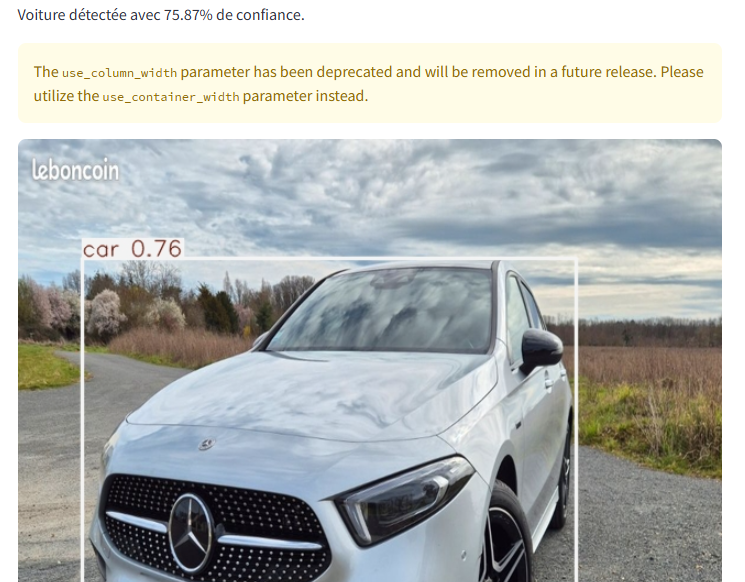 Voiture détectée avec 75.87% de confiance.
The use_column_width parameter has been deprecated and will be removed in a future release. Please
utilize the use_container_width parameter instead.
leboncoin
car 0.76